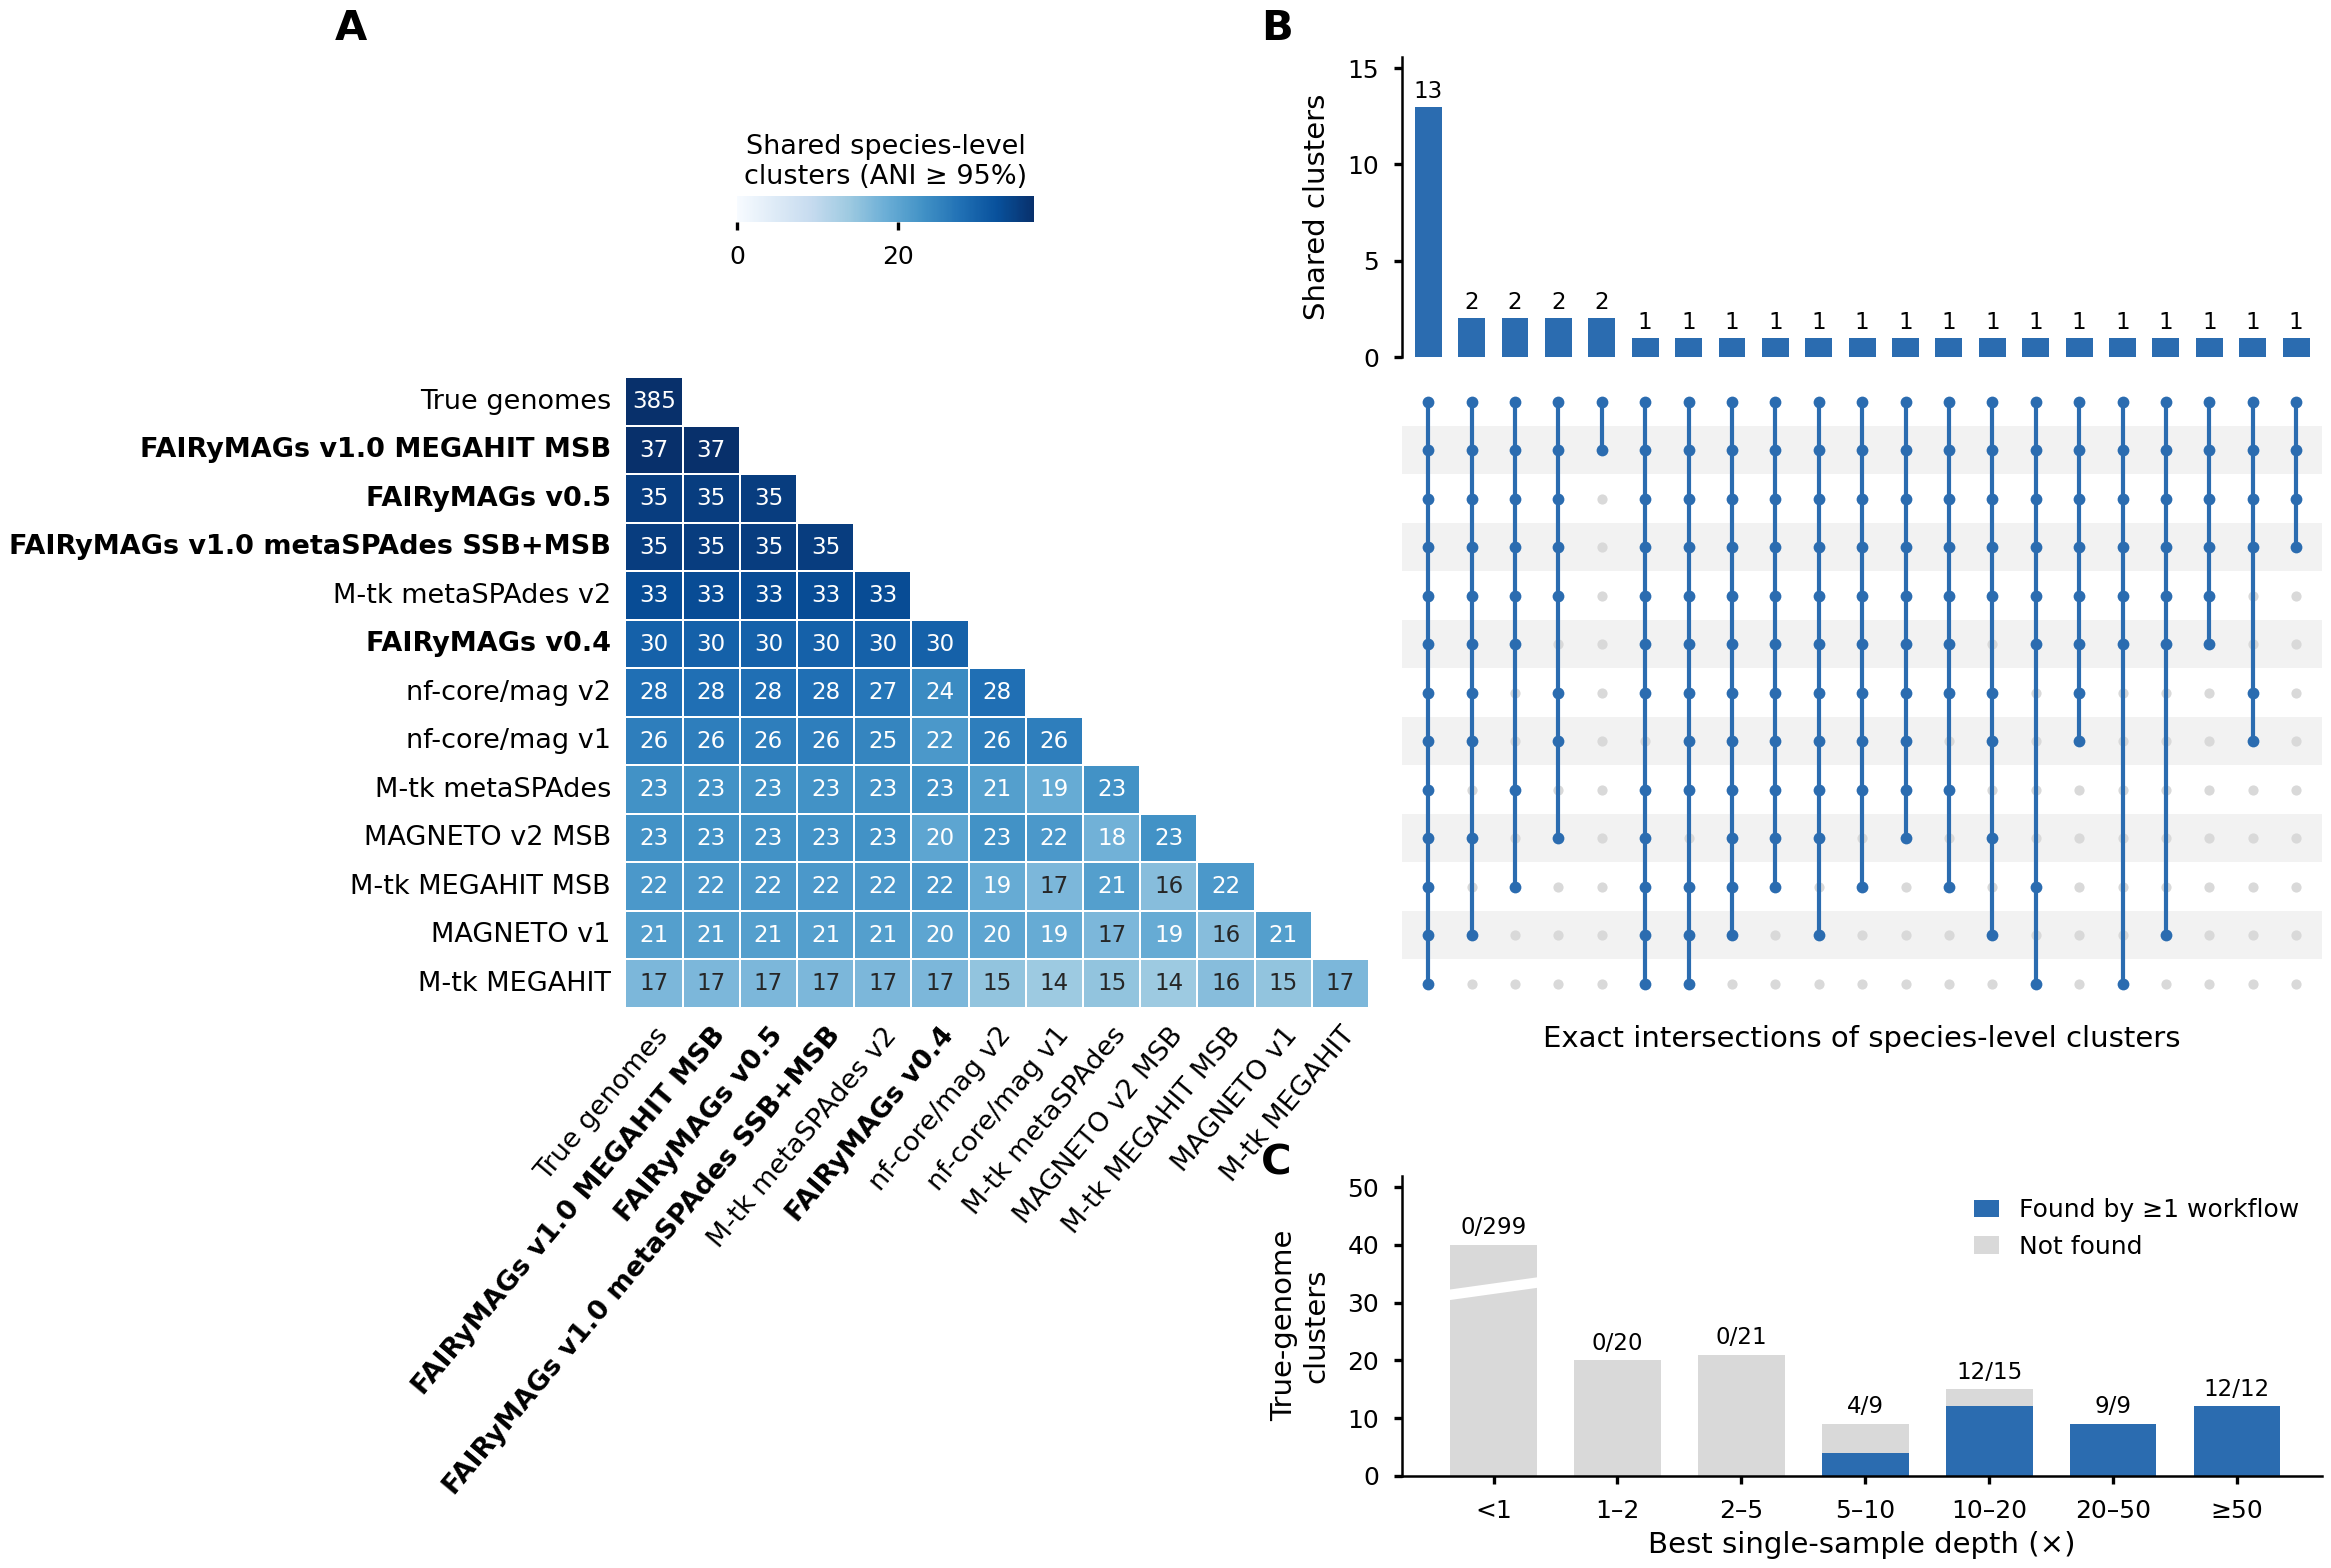 A
Shared species-level
clusters (ANI ≥ 95%)
0 20
True genomes 385
FAIRyMAGs v1.0 MEGAHIT MSB 37 37
FAIRyMAGs v0.5 35 35 35
FAIRyMAGs v1.0 metaSPAdes SSB+MSB 35 35 35 35
M-tk metaSPAdes v2 33 33 33 33 33
FAIRyMAGs v0.4 30 30 30 30 30 30
nf-core/mag v2 28 28 28 28 27 24 28
nf-core/mag v1 26 26 26 26 25 22 26 26
M-tk metaSPAdes 23 23 23 23 23 23 21 19 23
MAGNETO v2 MSB 23 23 23 23 23 20 23 22 18 23
M-tk MEGAHIT MSB 22 22 22 22 22 22 19 17 21 16 22
MAGNETO v1 21 21 21 21 21 20 20 19 17 19 16 21
M-tk MEGAHIT 17 17 17 17 17 17 15 14 15 14 16 15 17
True genomes
FAIRyMAGs v1.0 MEGAHIT MSB
FAIRyMAGs v0.5
FAIRyMAGs v1.0 metaSPAdes SSB+MSB
M-tk metaSPAdes v2
FAIRyMAGs v0.4
nf-core/mag v2
nf-core/mag v1
M-tk metaSPAdes
MAGNETO v2 MSB
M-tk MEGAHIT MSB
MAGNETO v1
M-tk MEGAHIT
B
Shared clusters
15
10
5
0
13 2 2 2 2 1 1 1 1 1 1 1 1 1 1 1 1 1 1 1 1
Exact intersections of species-level clusters
C
True-genome
clusters
50
40
30
20
10
0
Found by ≥1 workflow
Not found
0/299 0/20 0/21 4/9 12/15 9/9 12/12
<1 1–2 2–5 5–10 10–20 20–50 ≥50
Best single-sample depth (×)